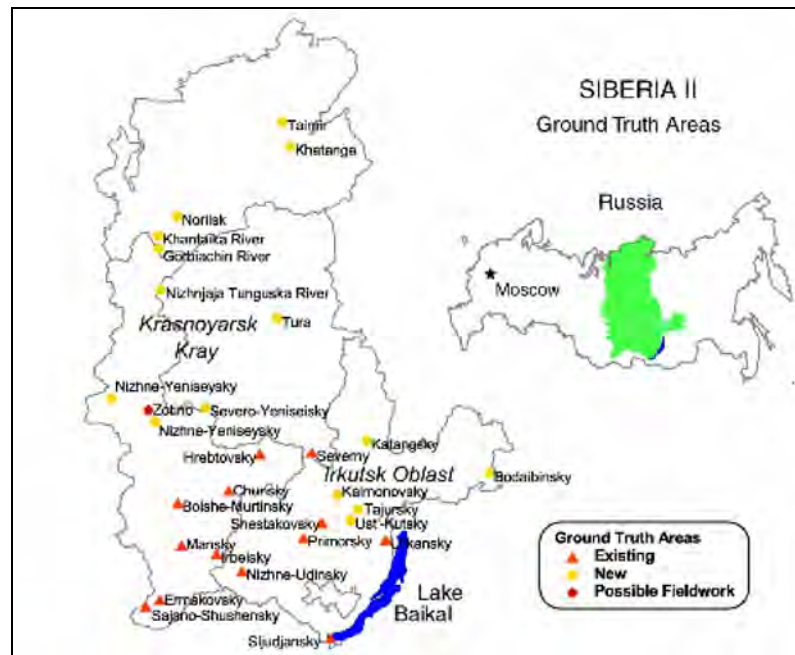 SIBERIA II
Ground Truth Areas
Russia
Moscow
Taimir
Khatanga
Norilsk
Khantaika River
Gorbiachin River
Nizhnjaja Tunguska River
Krasnoyarsk
Kray
Tura
Nizhne-Yeniseysky
Zotino
Severo-Yeniseisky
Nizhne-Yeniseysky
Katangsky
Hrebtovsky
Severny
Irkutsk Oblast
Bodaibinsky
Chunsky
Kaimonovsky
Bolshe-Murtinsky
Tajursky
Shestakovsky
Ust'-Kutsky
Mansky
Primorsky
Ulkansky
Irbeisky
Nizhne-Udinsky
Ermakovsky
Sajano-Shushensky
Lake
Baikal
Sljudjansky
Ground Truth Areas
Existing
New
Possible Fieldwork